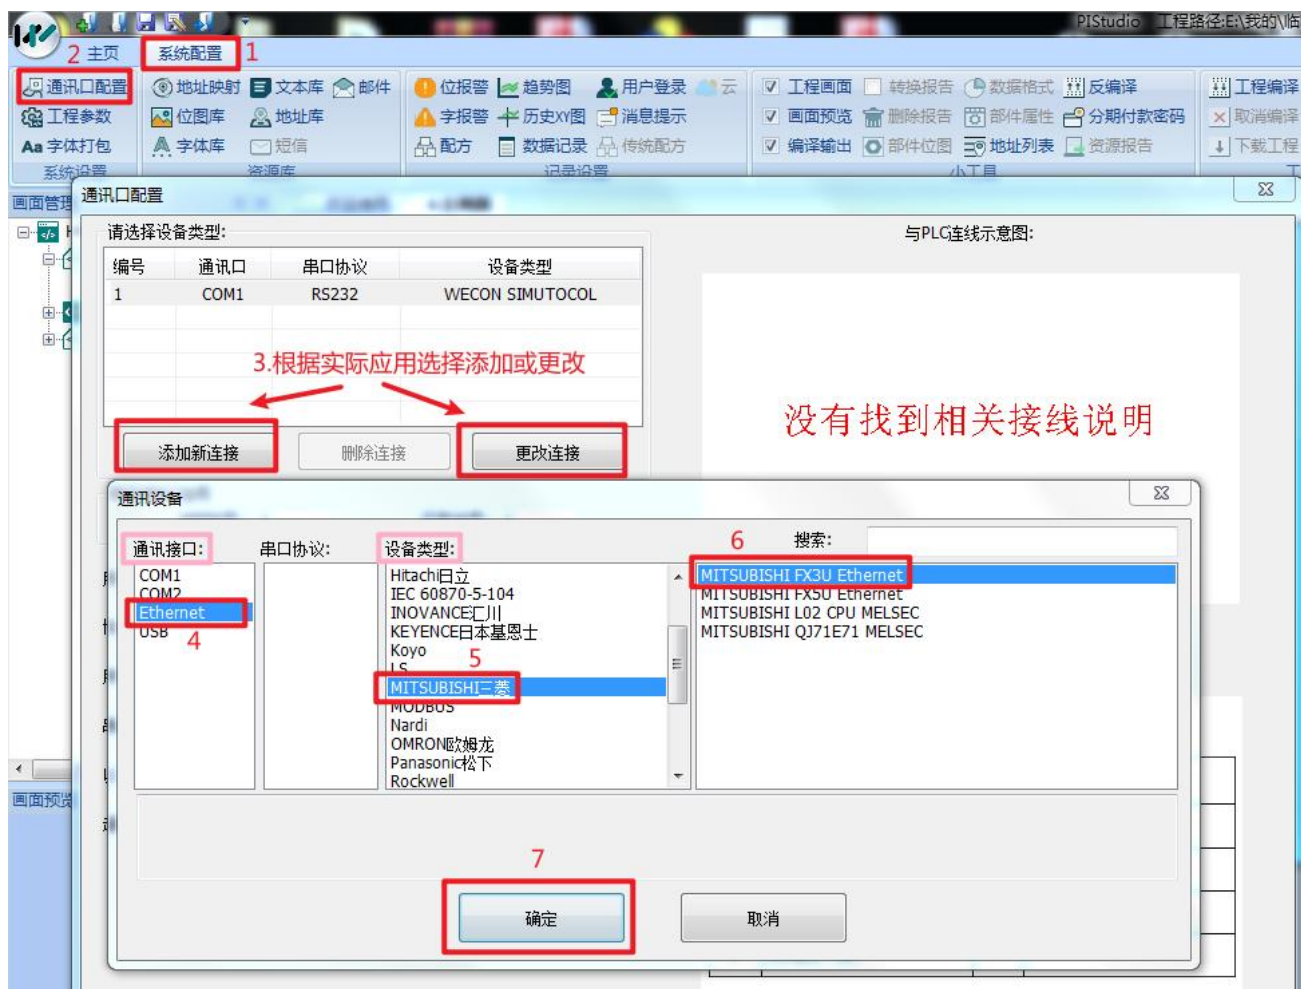 PIStudio 工程路径:E:\我的\临
2 主页 系统配置 1
通讯口配置 地址映射 文本库 邮件 位报警 趋势图 用户登录 云 工程画面 转换报告 数据格式 反编译 工程编译
工程参数 位图库 地址库 字报警 历史XY图 消息提示 画面预览 删除报告 部件属性 分期付款密码 取消编译
Aa 字体打包 字体库 短信 配方 数据记录 传统配方 编译输出 部件位图 地址列表 资源报告 下载工程
系统设置 资源库 记录设置 小工具
画面管理
通讯口配置
请选择设备类型: 与PLC连线示意图:
编号 通讯口 串口协议 设备类型
1 COM1 RS232 WECON SIMUTOCOL
3.根据实际应用选择添加或更改
没有找到相关接线说明
添加新连接 删除连接 更改连接
通讯设备
通讯接口: 串口协议: 设备类型: 6 搜索:
COM1 Hitachi日立 MITSUBISHI FX3U Ethernet
COM2 IEC 60870-5-104 MITSUBISHI FX5U Ethernet
Ethernet INOVANCE汇川 MITSUBISHI L02 CPU MELSEC
USB KEYENCE日本基恩士 MITSUBISHI QJ71E71 MELSEC
4 Koyo
LS 5
MITSUBISHI三菱
MODBUS
Nardi
OMRON欧姆龙
Panasonic松下
Rockwell
画面预览
7
确定 取消